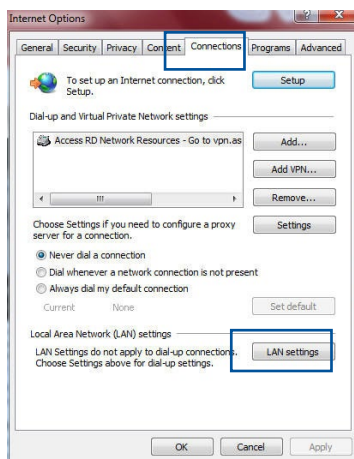 Internet Options
General Security Privacy Content Connections Programs Advanced
To set up an Internet connection, click
Setup.
Setup
Dial-up and Virtual Private Network settings
Access RD Network Resources - Go to vpn.as
Add...
Add VPN...
Remove...
Choose Settings if you need to configure a proxy
server for a connection.
Settings
Never dial a connection
Dial whenever a network connection is not present
Always dial my default connection
Current None
Set default
Local Area Network (LAN) settings
LAN Settings do not apply to dial-up connections.
Choose Settings above for dial-up settings.
LAN settings
OK Cancel Apply